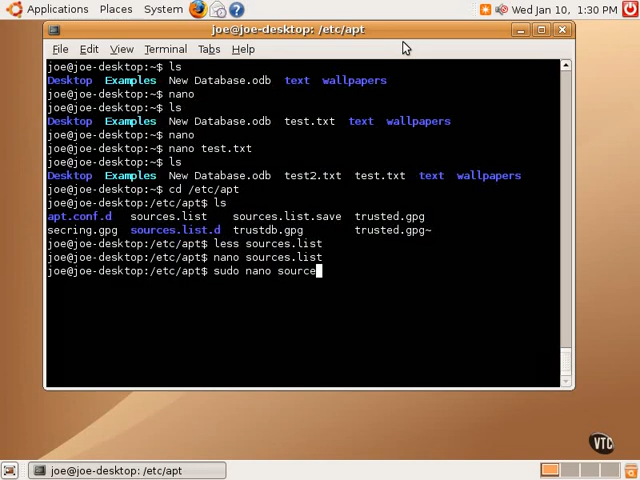 Applications Places System Wed Jan 10, 1:30 PM
joe@joe-desktop: /etc/apt
File Edit View Terminal Tabs Help
joe@joe-desktop:~$ ls
Desktop Examples New Database.odb text wallpapers
joe@joe-desktop:~$ nano
joe@joe-desktop:~$ ls
Desktop Examples New Database.odb test.txt text wallpapers
joe@joe-desktop:~$ nano
joe@joe-desktop:~$ nano test.txt
joe@joe-desktop:~$ ls
Desktop Examples New Database.odb test2.txt test.txt text wallpapers
joe@joe-desktop:~$ cd /etc/apt
joe@joe-desktop:/etc/apt$ ls
apt.conf.d sources.list sources.list.save trusted.gpg
secring.gpg sources.list.d trustdb.gpg trusted.gpg~
joe@joe-desktop:/etc/apt$ less sources.list
joe@joe-desktop:/etc/apt$ nano sources.list
joe@joe-desktop:/etc/apt$ sudo nano source
VTC
joe@joe-desktop: /etc/apt